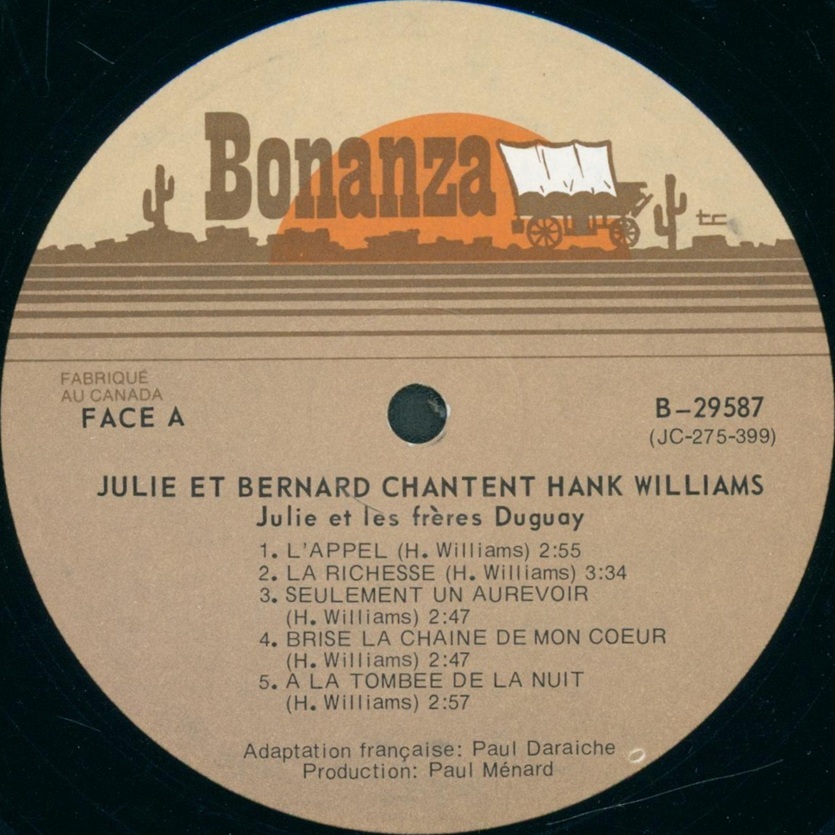 Bonanza
tc
FABRIQUÉ
AU CANADA
FACE A
B-29587
(JC-275-399)
JULIE ET BERNARD CHANTENT HANK WILLIAMS
Julie et les frères Duguay
1. L'APPEL (H. Williams) 2:55
2. LA RICHESSE (H. Williams) 3:34
3. SEULEMENT UN AUREVOIR
(H. Williams) 2:47
4. BRISE LA CHAINE DE MON COEUR
(H. Williams) 2:47
5. A LA TOMBEE DE LA NUIT
(H. Williams) 2:57
Adaptation française: Paul Daraiche
Production: Paul Ménard